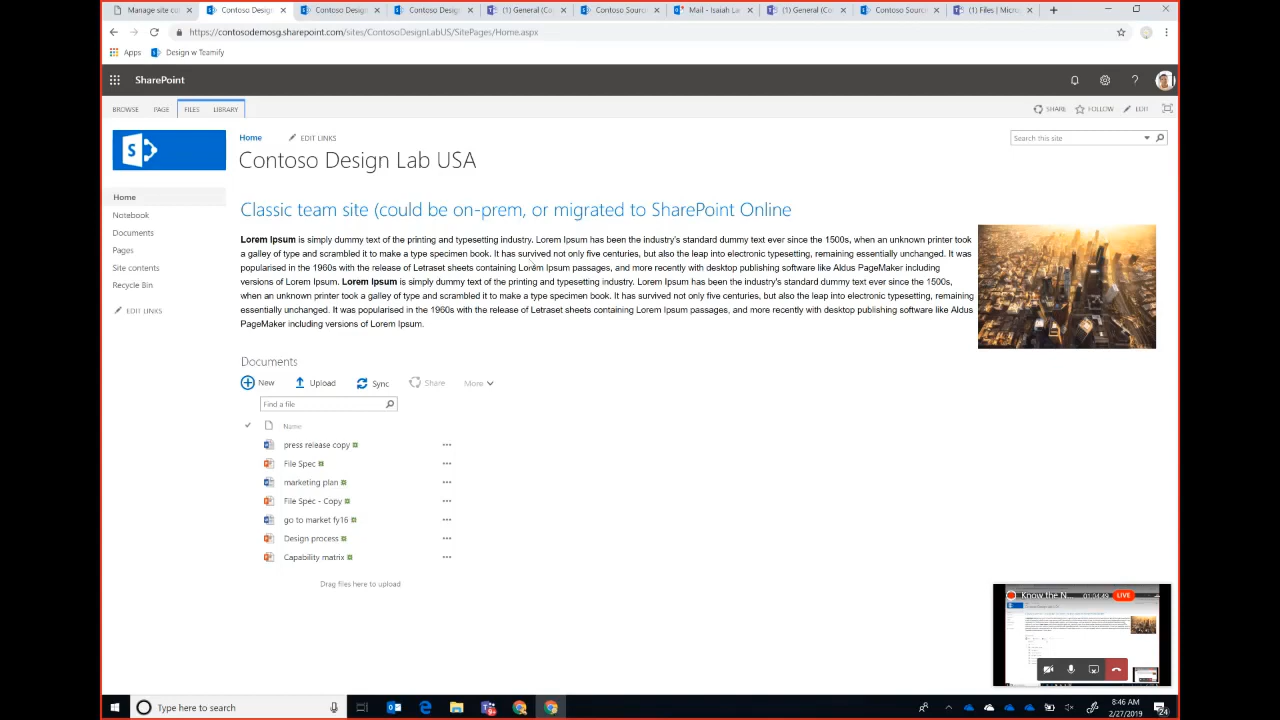 Manage site co
Contoso Design
Contoso Design
Contoso Design
(1) General (Co
Contoso Sourc
Mail - Isaiah La
(1) General (Co
Contoso Sourc
(1) Files | Micro
https://contosodemosg.sharepoint.com/sites/ContosoDesignLabUS/SitePages/Home.aspx
Apps Design w Teamify
SharePoint
BROWSE PAGE FILES LIBRARY SHARE FOLLOW EDIT
Home EDIT LINKS Search this site
Contoso Design Lab USA
Home
Notebook
Documents
Pages
Site contents
Recycle Bin
EDIT LINKS
Classic team site (could be on-prem, or migrated to SharePoint Online
Lorem Ipsum is simply dummy text of the printing and typesetting industry. Lorem Ipsum has been the industry's standard dummy text ever since the 1500s, when an unknown printer took
a galley of type and scrambled it to make a type specimen book. It has survived not only five centuries, but also the leap into electronic typesetting, remaining essentially unchanged. It was
popularised in the 1960s with the release of Letraset sheets containing Lorem Ipsum passages, and more recently with desktop publishing software like Aldus PageMaker including
versions of Lorem Ipsum. Lorem Ipsum is simply dummy text of the printing and typesetting industry. Lorem Ipsum has been the industry's standard dummy text ever since the 1500s,
when an unknown printer took a galley of type and scrambled it to make a type specimen book. It has survived not only five centuries, but also the leap into electronic typesetting, remaining
essentially unchanged. It was popularised in the 1960s with the release of Letraset sheets containing Lorem Ipsum passages, and more recently with desktop publishing software like Aldus
PageMaker including versions of Lorem Ipsum.
Documents
New Upload Sync Share More
Find a file
Name
press release copy
File Spec
marketing plan
File Spec - Copy
go to market fy16
Design process
Capability matrix
Drag files here to upload
Know the N... 01:04:48 LIVE
Type here to search
8:46 AM
2/27/2019
24